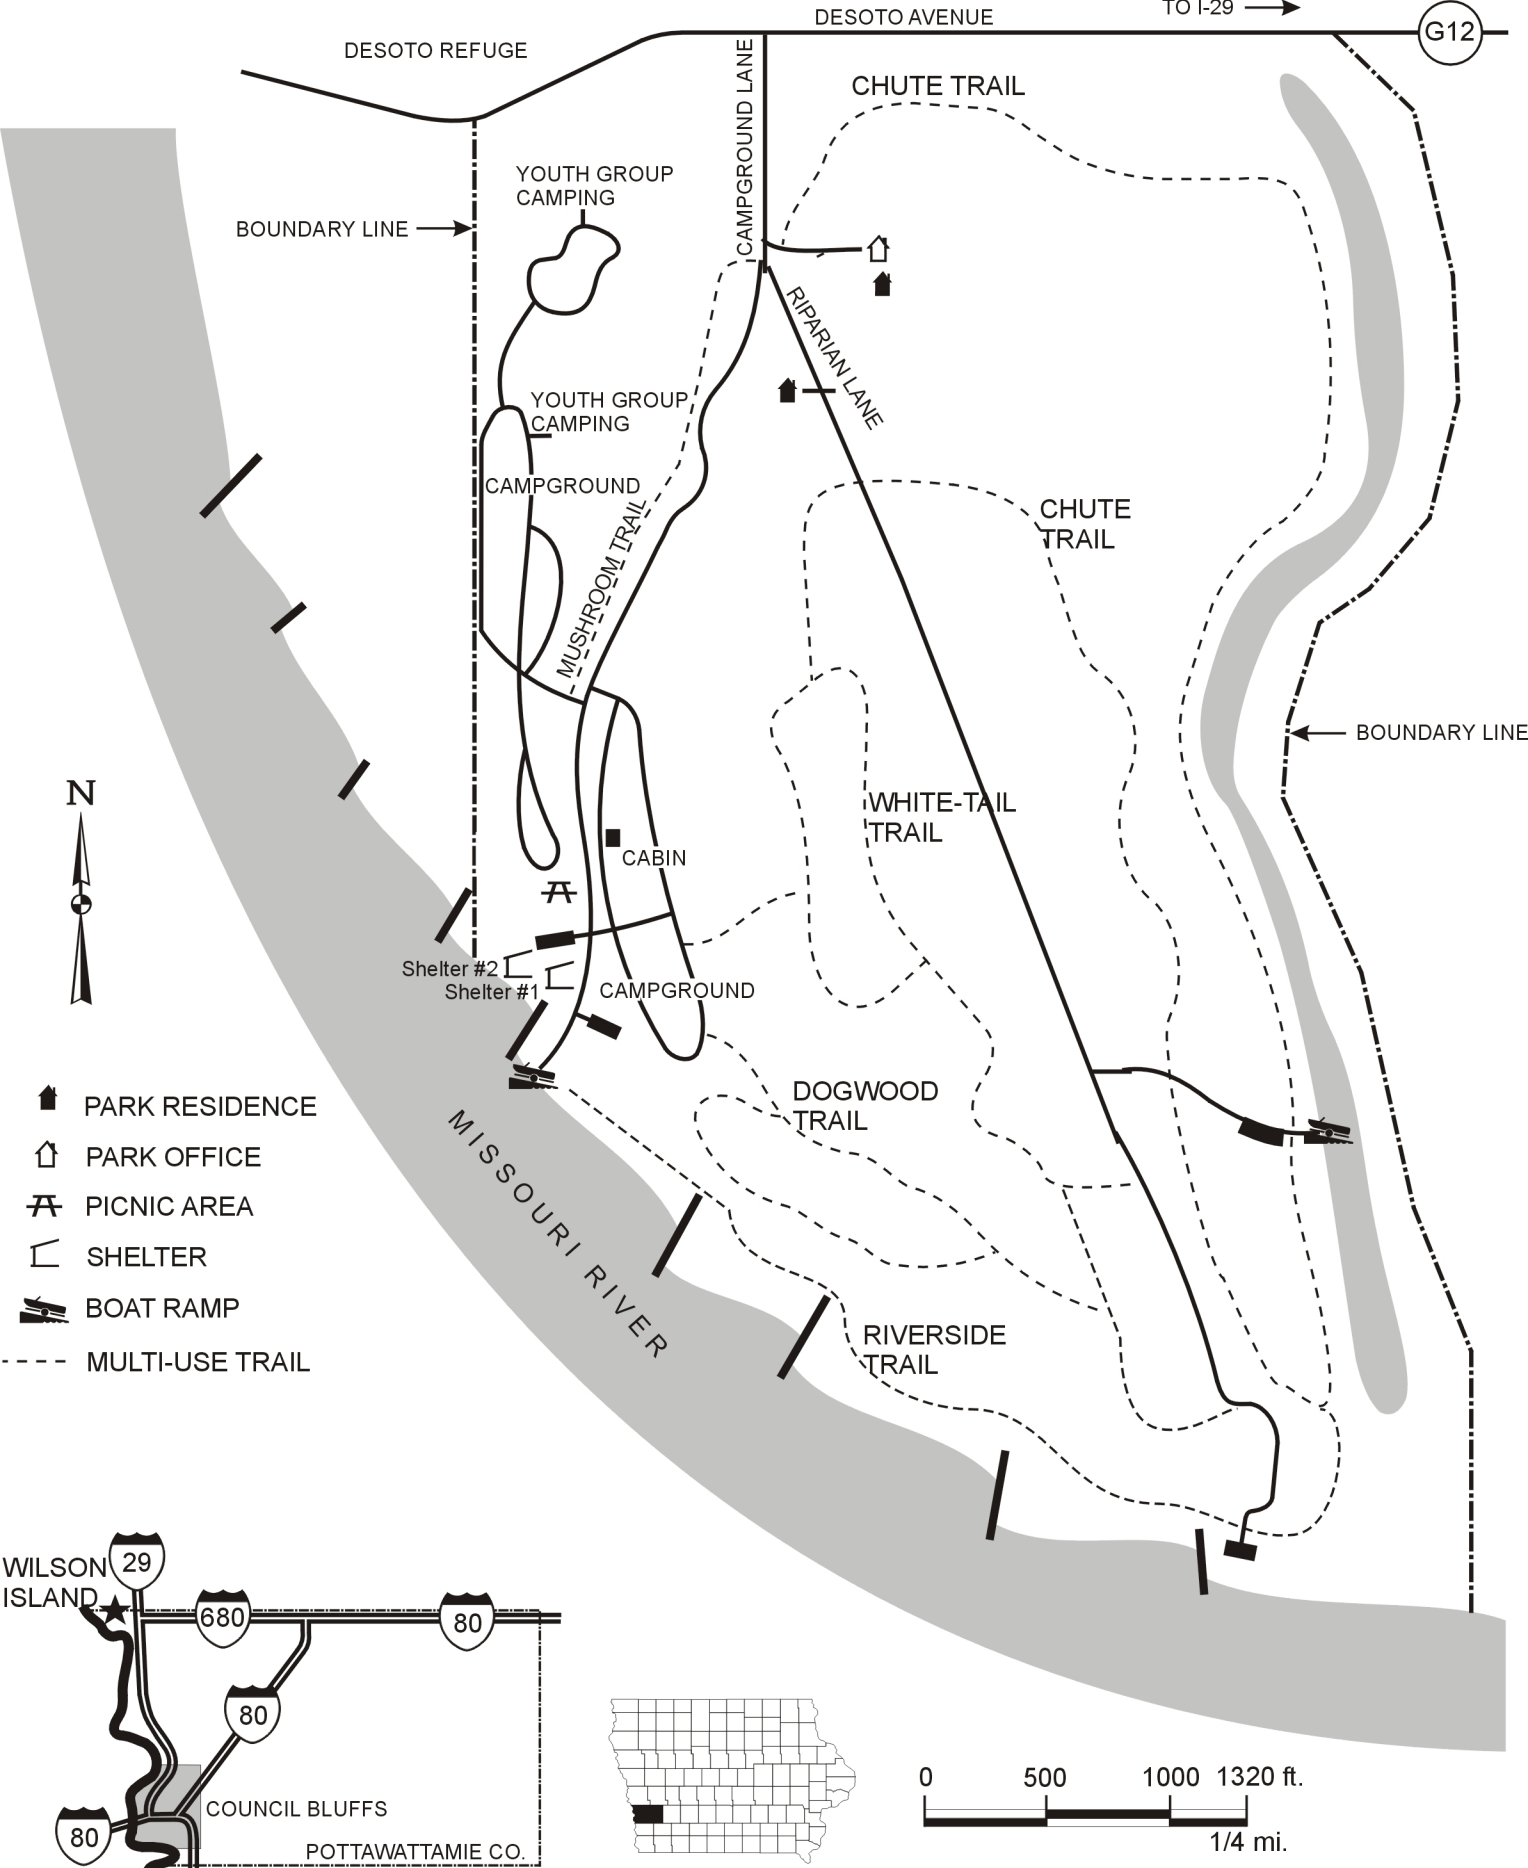 TO I-29
DESOTO AVENUE
G12
DESOTO REFUGE
CAMPGROUND LANE
CHUTE TRAIL
YOUTH GROUP
CAMPING
BOUNDARY LINE
RIPARIAN LANE
YOUTH GROUP
CAMPING
CAMPGROUND
MUSHROOM TRAIL
CHUTE
TRAIL
BOUNDARY LINE
N
WHITE-TAIL
TRAIL
CABIN
Shelter #2
Shelter #1
CAMPGROUND
DOGWOOD
TRAIL
MISSOURI RIVER
RIVERSIDE
TRAIL
PARK RESIDENCE
PARK OFFICE
PICNIC AREA
SHELTER
BOAT RAMP
MULTI-USE TRAIL
WILSON
ISLAND
29
680
80
80
80
COUNCIL BLUFFS
POTTAWATTAMIE CO.
0 500 1000 1320 ft.
1/4 mi.